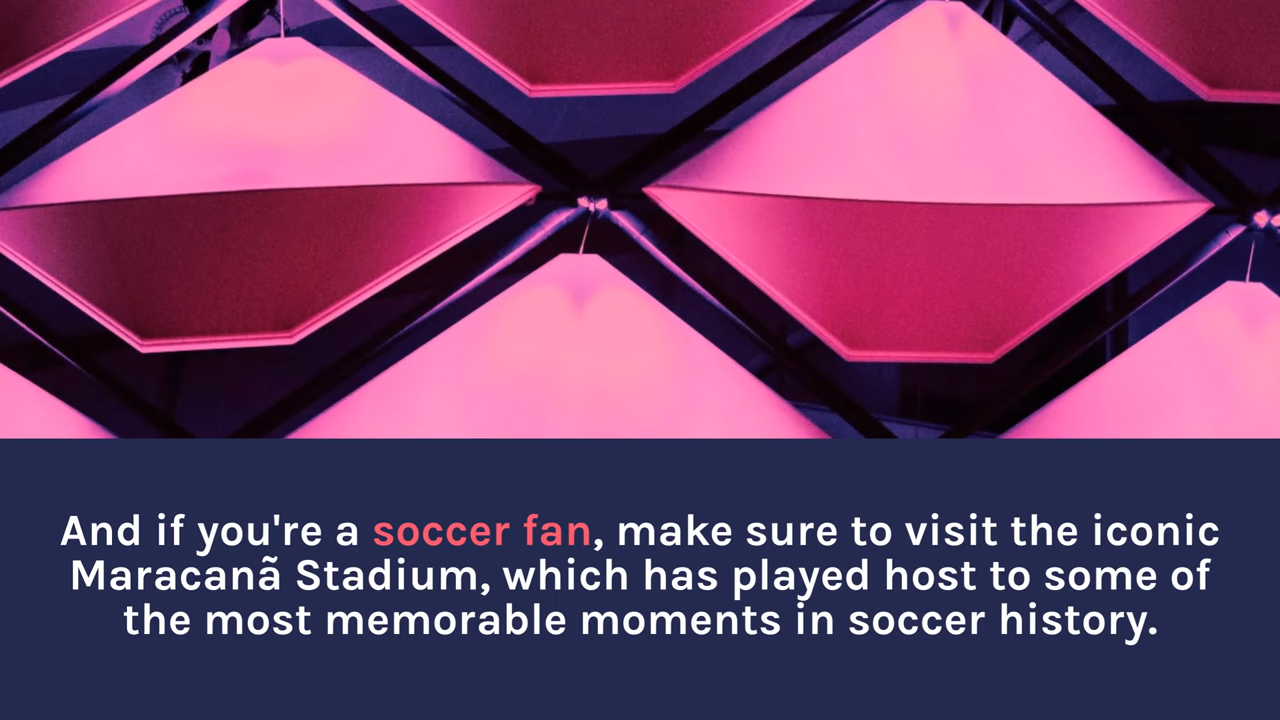 And if you're a soccer fan, make sure to visit the iconic
Maracanã Stadium, which has played host to some of
the most memorable moments in soccer history.